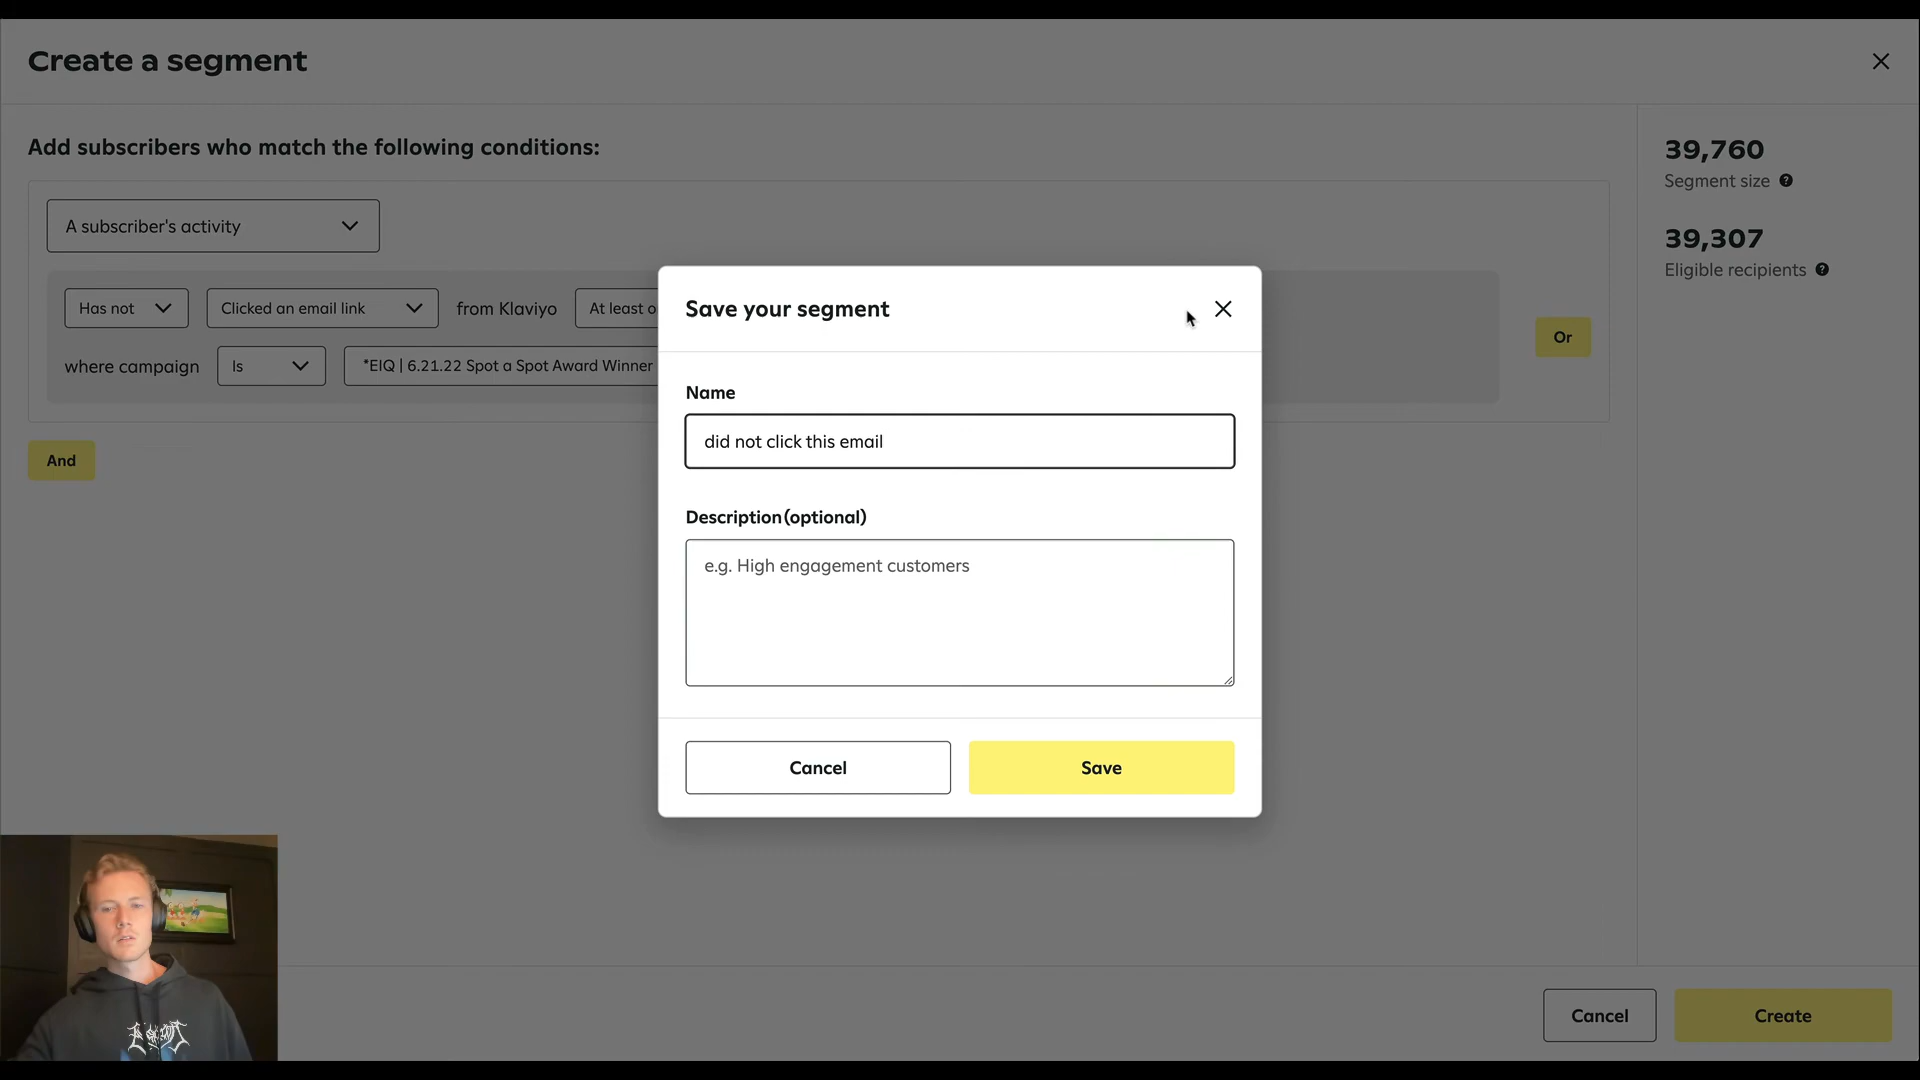 Create a segment
Add subscribers who match the following conditions:
39,760
Segment size ?
A subscriber's activity
39,307
Eligible recipients ?
Has not
Clicked an email link
from Klaviyo
At least o
Or
where campaign
Is
*EIQ | 6.21.22 Spot a Spot Award Winner
And
Save your segment
Name
did not click this email
Description(optional)
e.g. High engagement customers
Cancel
Save
Cancel
Create